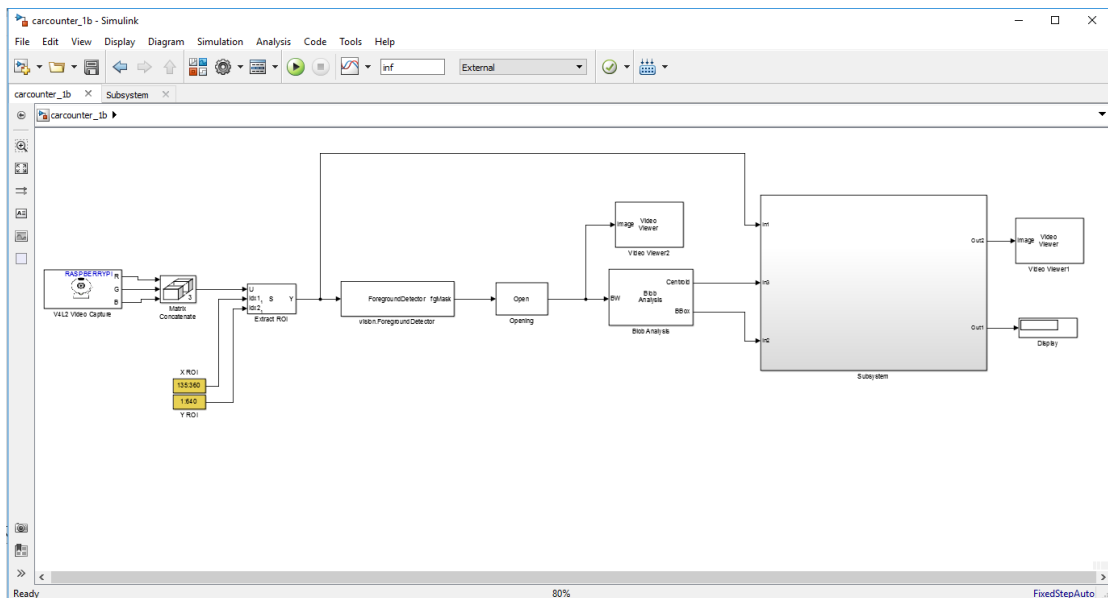 carcounter_1b - Simulink
File Edit View Display Diagram Simulation Analysis Code Tools Help
inf External
carcounter_1b Subsystem
carcounter_1b
RASPBERRYPI
R
G
B
V4L2 Video Capture
3
Matrix Concatenate
U
Idx1
Idx2
S
Y
Extract ROI
X ROI
135:360
1:640
Y ROI
ForegroundDetector fgMask
vision.ForegroundDetector
Open
Opening
Image Video Viewer
Video Viewer2
BW
Blob Analysis
Centroid
BBox
Blob Analysis
In1
In3
In2
Out2
Out1
Subsystem
Image Video Viewer
Video Viewer1
Display
Ready 80% FixedStepAuto